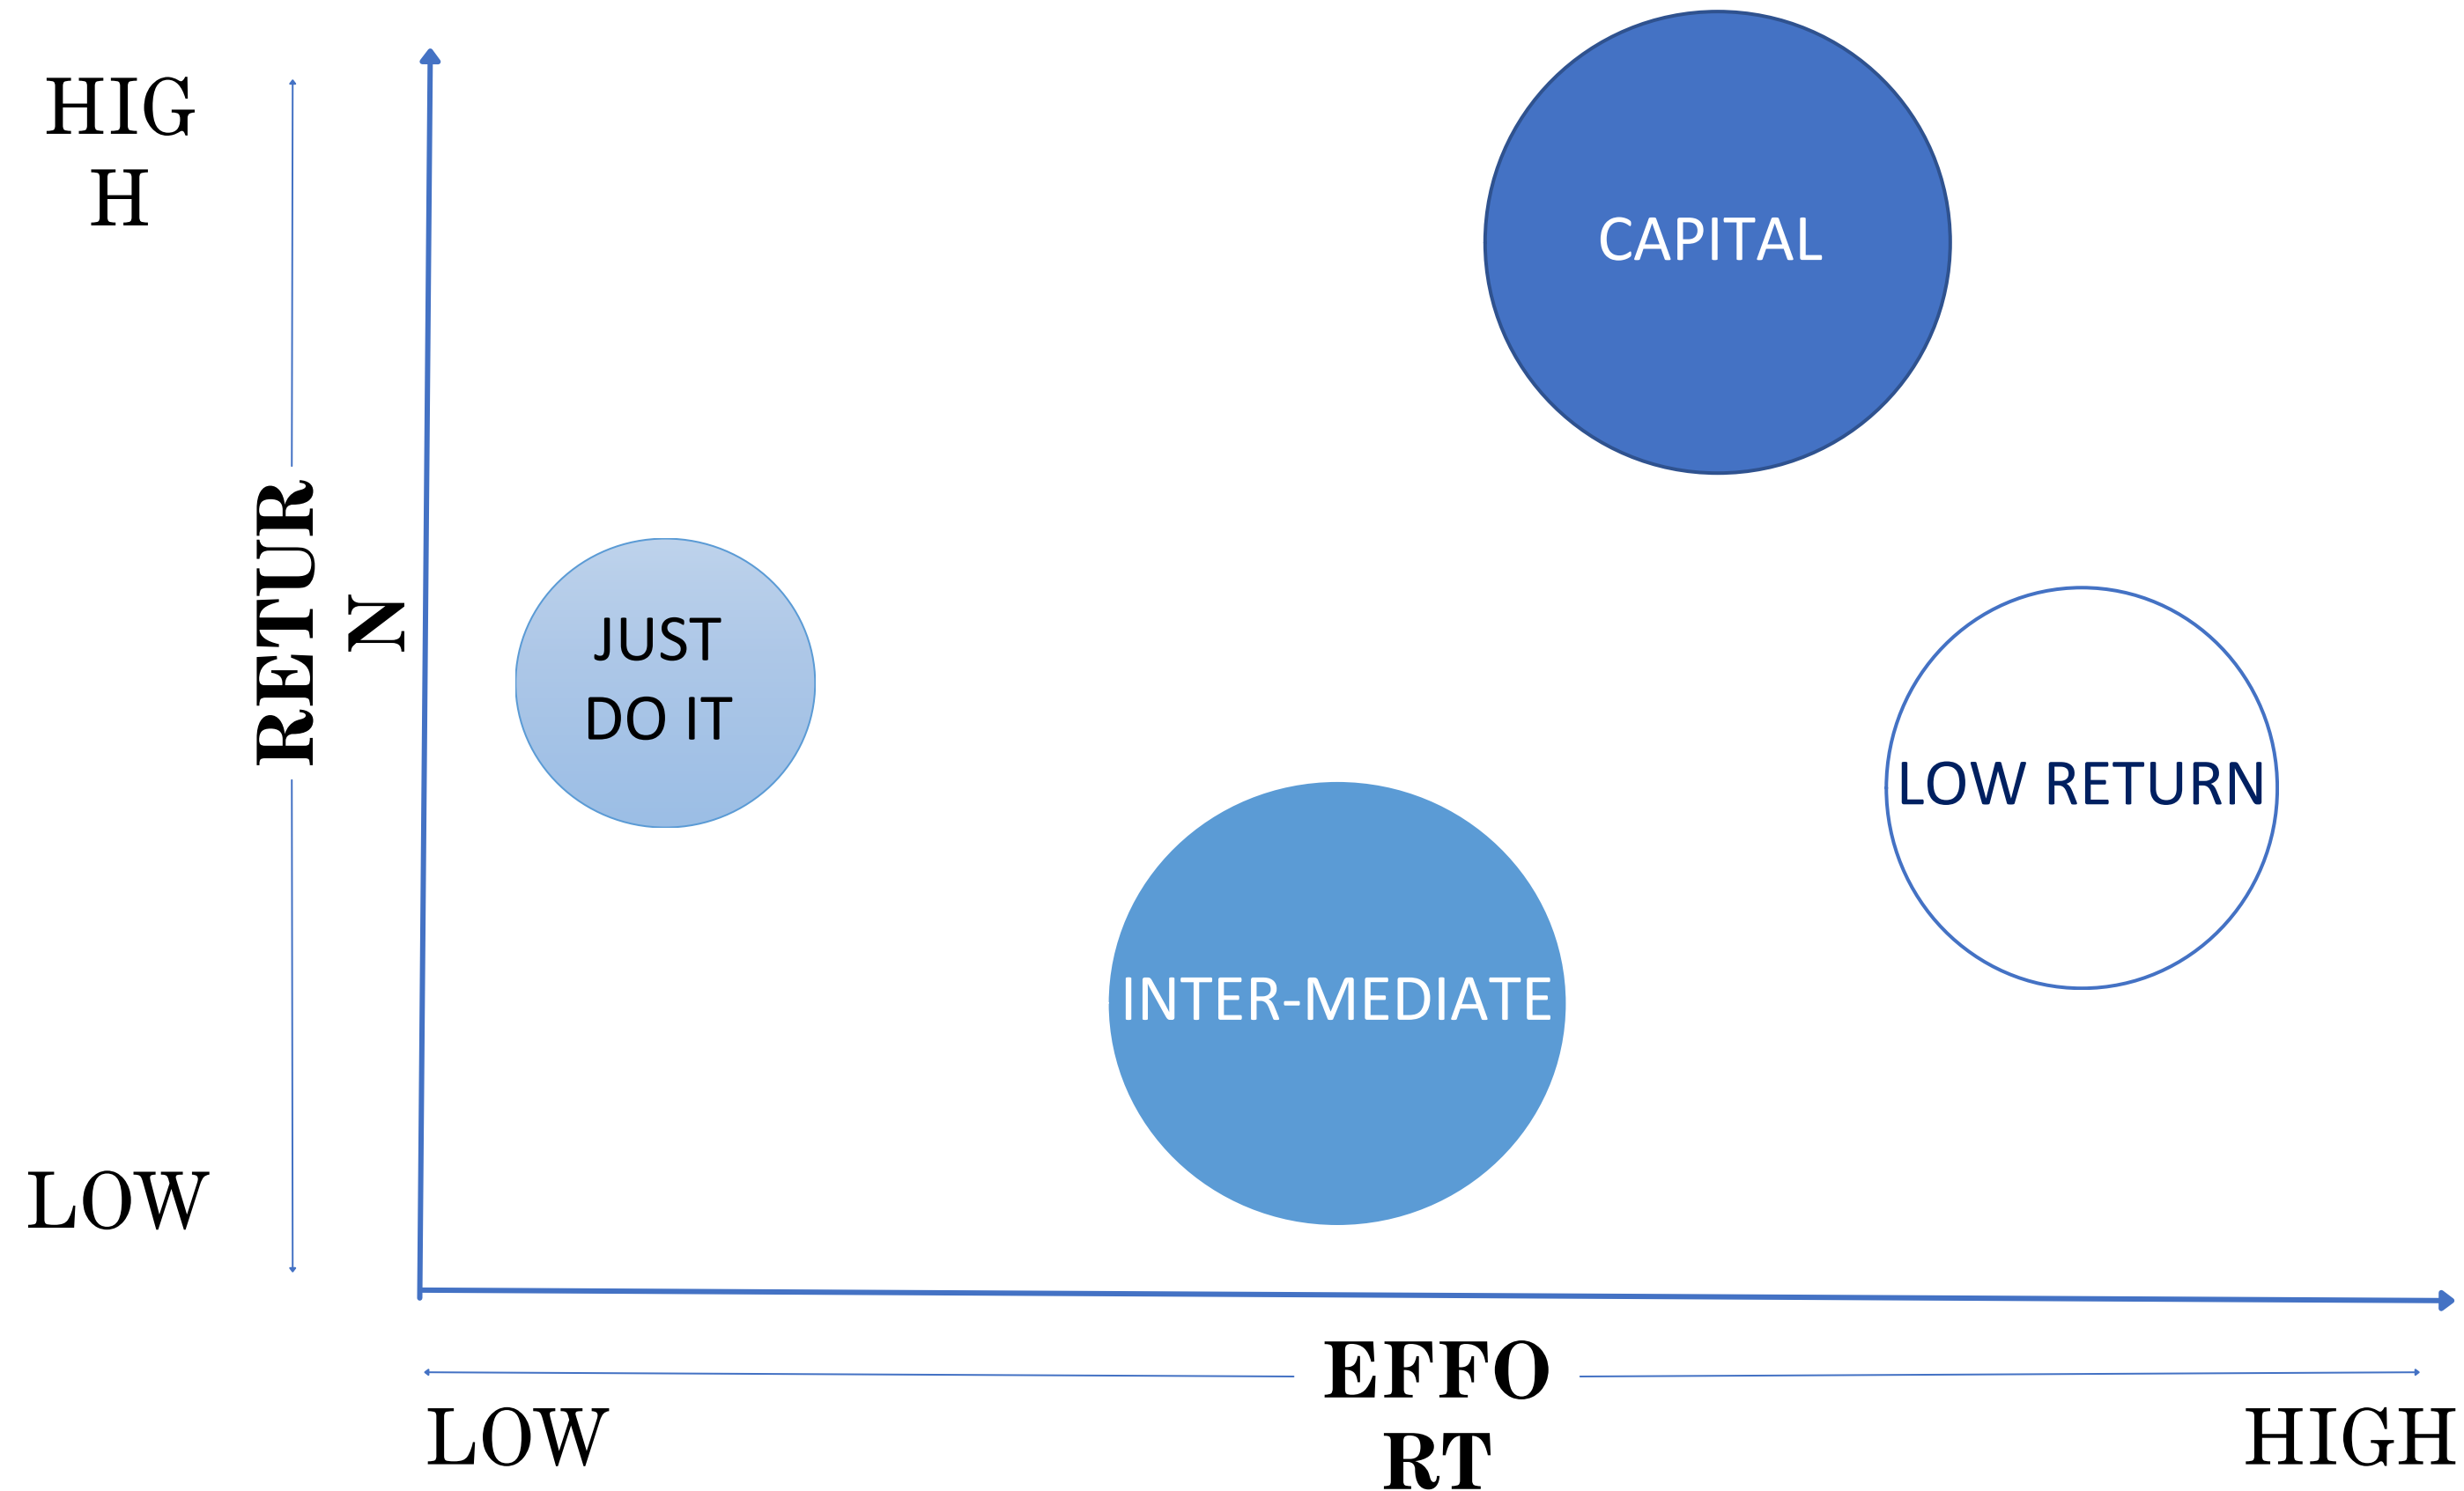 HIG
H
CAPITAL
RETUR
N
JUST
DO IT
LOW RETURN
INTER-MEDIATE
LOW
EFFO
RT
LOW
HIGH